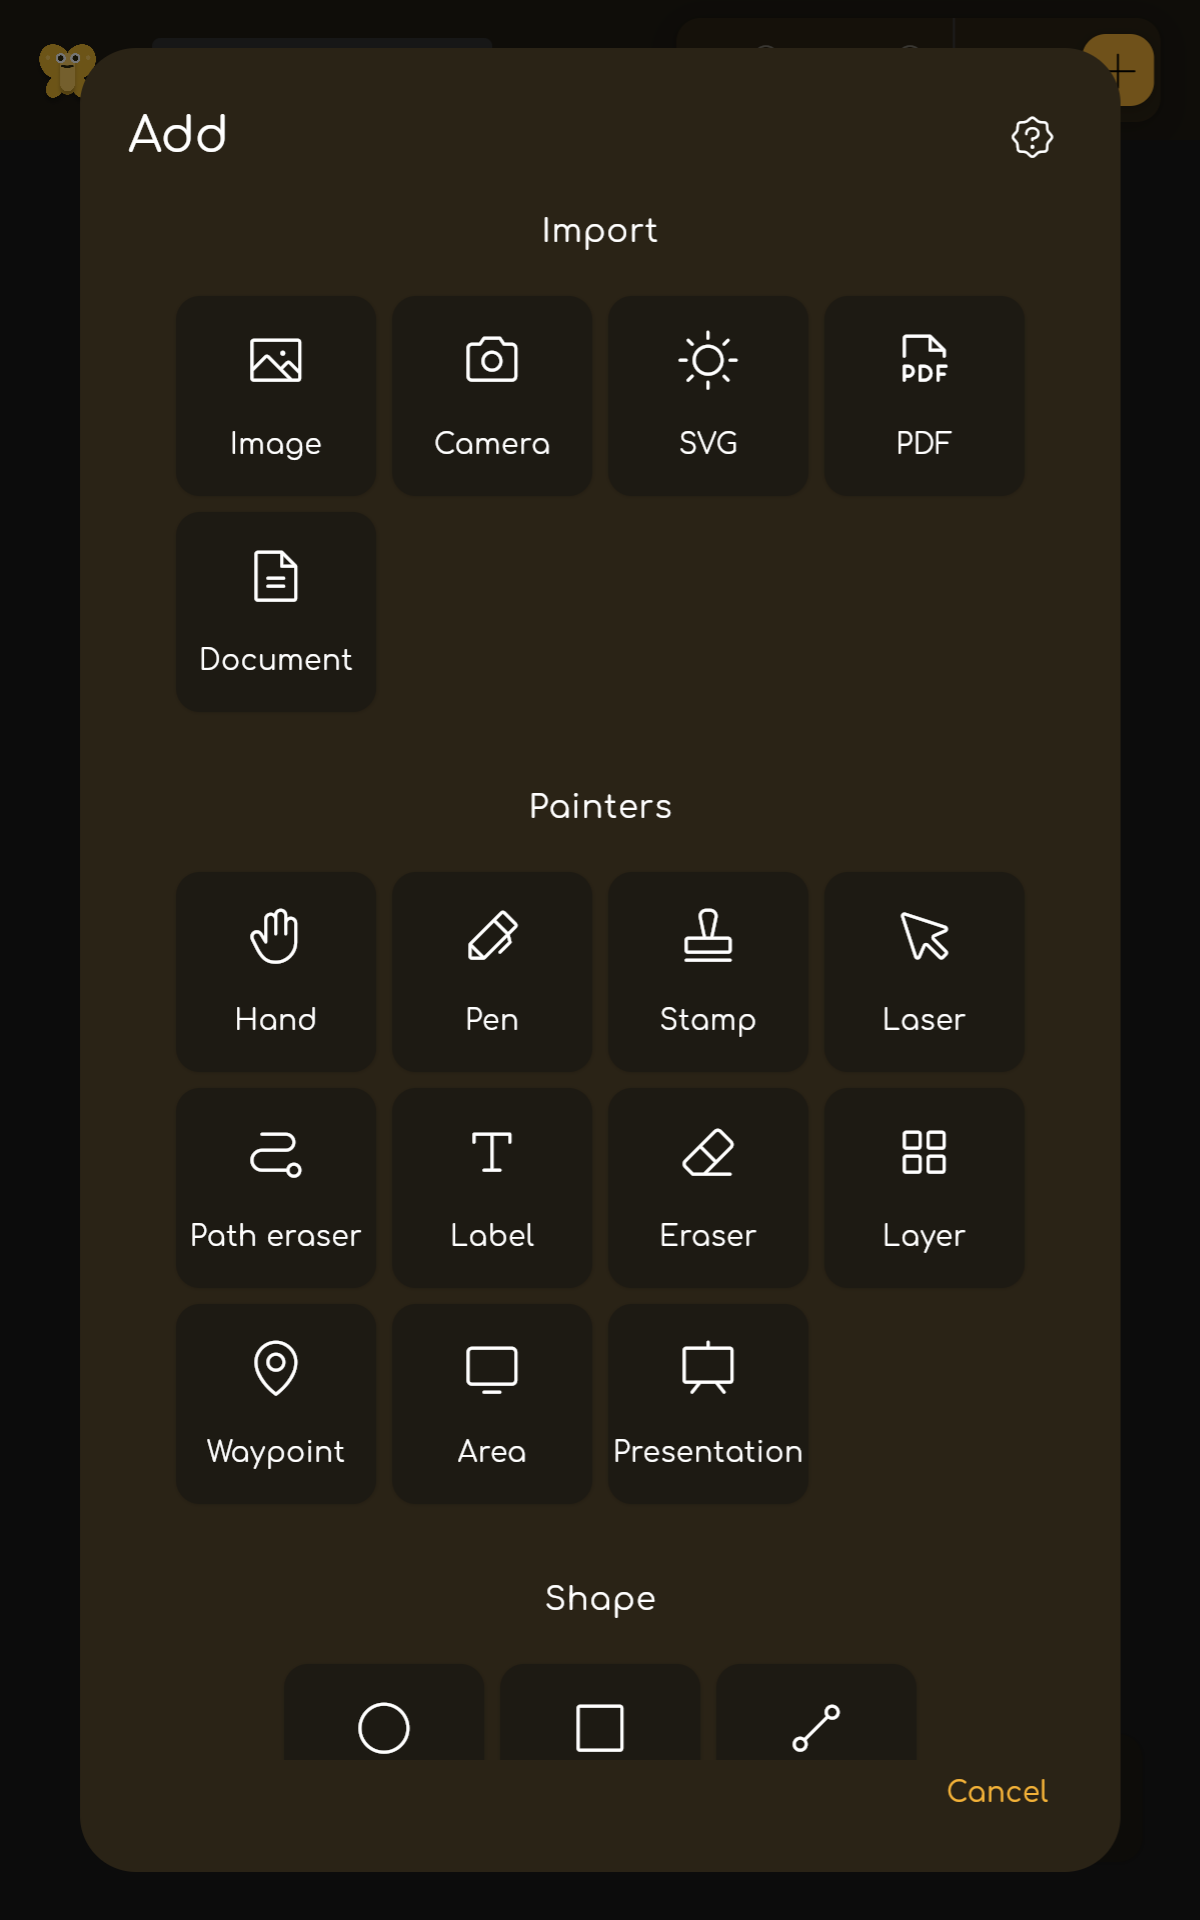 Add
Import
Image
Camera
SVG
PDF
PDF
Document
Painters
Hand
Pen
Stamp
Laser
Path eraser
Label
Eraser
Layer
Waypoint
Area
Presentation
Shape
Cancel